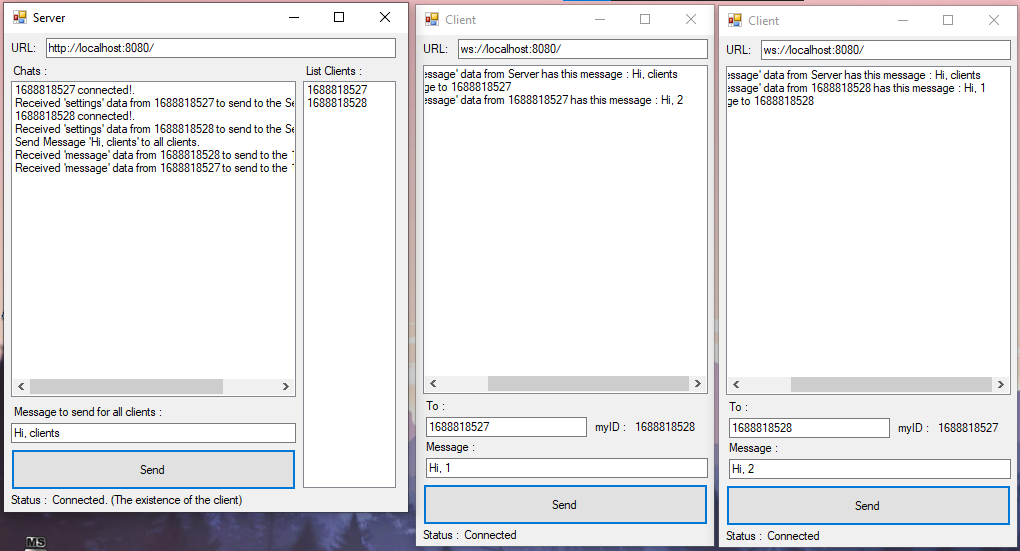 Server
URL: http://localhost:8080/
Chats :
1688818527 connected!.
Received 'settings' data from 1688818527 to send to the Se
1688818528 connected!.
Received 'settings' data from 1688818528 to send to the Se
Send Message 'Hi, clients' to all clients.
Received 'message' data from 1688818528 to send to the
Received 'message' data from 1688818527 to send to the
List Clients :
1688818527
1688818528
Message to send for all clients :
Hi, clients
Send
Status : Connected. (The existence of the client)
Client
URL: ws://localhost:8080/
essage' data from Server has this message : Hi, clients
ge to 1688818527
essage' data from 1688818527 has this message : Hi, 2
To :
1688818527 myID : 1688818528
Message :
Hi, 1
Send
Status : Connected
Client
URL: ws://localhost:8080/
essage' data from Server has this message : Hi, clients
essage' data from 1688818528 has this message : Hi, 1
ge to 1688818528
To :
1688818528 myID : 1688818527
Message :
Hi, 2
Send
Status : Connected
MS